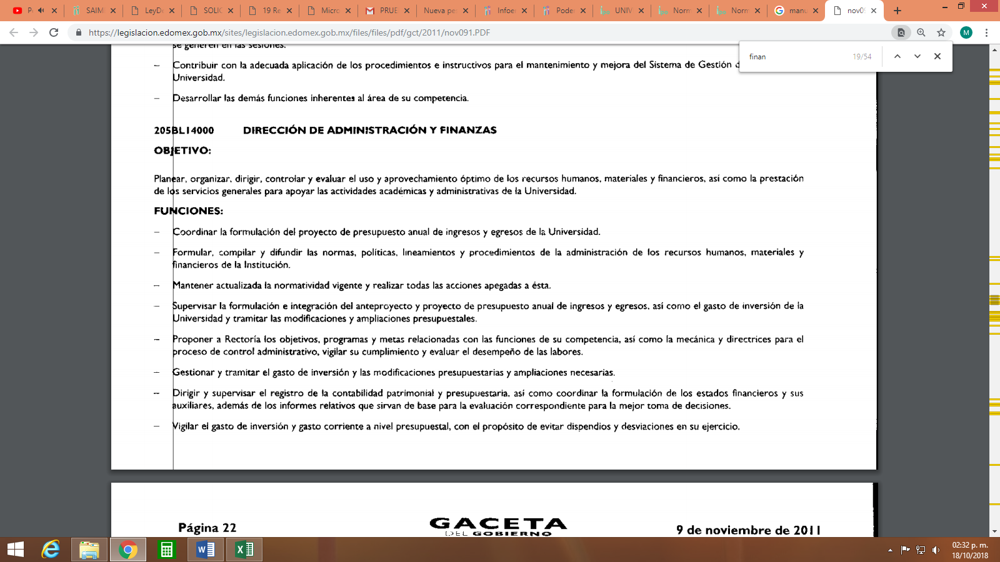 P
SAIM
LeyDe
SOLIC
19 Re
Micro
PRUE
Nueva pe
Infoer
Poder
UNIV
Norm
Norm
manu
nov09
https://legislacion.edomex.gob.mx/sites/legislacion.edomex.gob.mx/files/files/pdf/gct/2011/nov091.PDF
M
finan 19/54
se generen en las sesiones.
– Contribuir con la adecuada aplicación de los procedimientos e instructivos para el mantenimiento y mejora del Sistema de Gestión
Universidad.
– Desarrollar las demás funciones inherentes al área de su competencia.
205BL14000 DIRECCIÓN DE ADMINISTRACIÓN Y FINANZAS
OBJETIVO:
Planear, organizar, dirigir, controlar y evaluar el uso y aprovechamiento óptimo de los recursos humanos, materiales y financieros, así como la prestación
de los servicios generales para apoyar las actividades académicas y administrativas de la Universidad.
FUNCIONES:
– Coordinar la formulación del proyecto de presupuesto anual de ingresos y egresos de la Universidad.
– Formular, compilar y difundir las normas, políticas, lineamientos y procedimientos de la administración de los recursos humanos, materiales y
financieros de la Institución.
– Mantener actualizada la normatividad vigente y realizar todas las acciones apegadas a ésta.
– Supervisar la formulación e integración del anteproyecto y proyecto de presupuesto anual de ingresos y egresos, así como el gasto de inversión de la
Universidad y tramitar las modificaciones y ampliaciones presupuestales.
– Proponer a Rectoría los objetivos, programas y metas relacionadas con las funciones de su competencia, así como la mecánica y directrices para el
proceso de control administrativo, vigilar su cumplimiento y evaluar el desempeño de las labores.
– Gestionar y tramitar el gasto de inversión y las modificaciones presupuestarias y ampliaciones necesarias.
– Dirigir y supervisar el registro de la contabilidad patrimonial y presupuestaria, así como coordinar la formulación de los estados financieros y sus
auxiliares, además de los informes relativos que sirvan de base para la evaluación correspondiente para la mejor toma de decisiones.
– Vigilar el gasto de inversión y gasto corriente a nivel presupuestal, con el propósito de evitar dispendios y desviaciones en su ejercicio.
Página 22
GACETA
DEL GOBIERNO
9 de noviembre de 2011
02:32 p. m.
18/10/2018